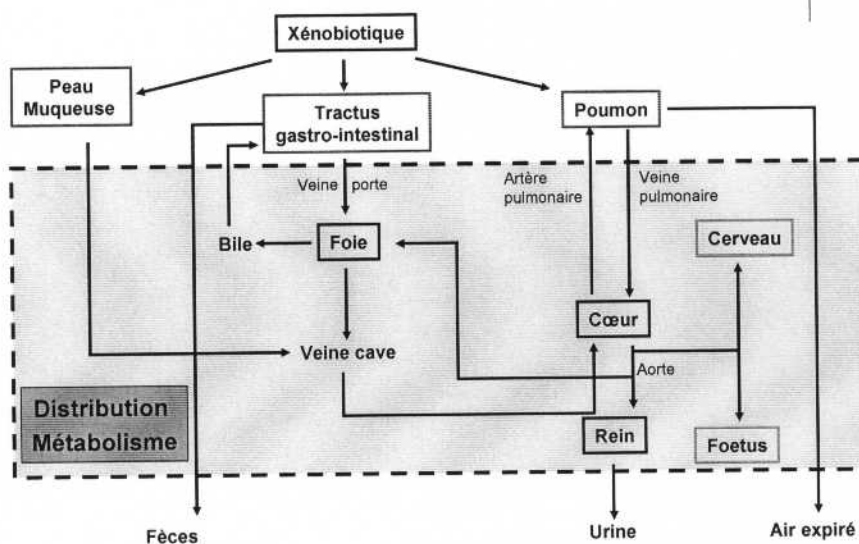 Xénobiotique
Peau
Muqueuse
Tractus
gastro-intestinal
Poumon
Veine porte
Artère
pulmonaire
Veine
pulmonaire
Bile
Foie
Cerveau
Cœur
Veine cave
Aorte
Distribution
Métabolisme
Rein
Foetus
Fèces
Urine
Air expiré